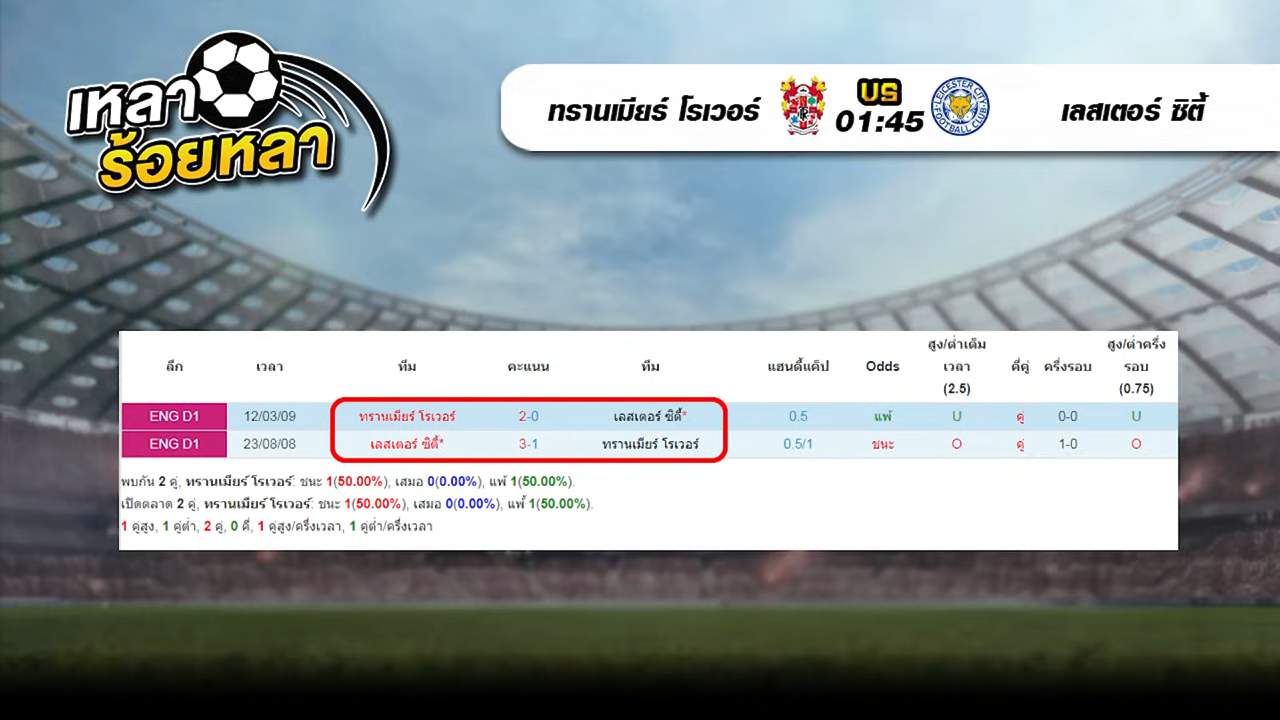 เหลา
ร้อยหลา
ทรานเมียร์ โรเวอร์ VS 01:45 เลสเตอร์ ซิตี้
LEICESTER CITY FOOTBALL CLUB
ลีก เวลา ทีม คะแนน ทีม แฮนดี้แค็ป Odds สูง/ต่ำเต็มเวลา (2.5) คี่คู่ ครึ่งรอบ สูง/ต่ำครึ่งรอบ (0.75)
ENG D1 12/03/09 ทรานเมียร์ โรเวอร์ 2-0 เลสเตอร์ ซิตี้* 0.5 แพ้ U คู่ 0-0 U
ENG D1 23/08/08 เลสเตอร์ ซิตี้* 3-1 ทรานเมียร์ โรเวอร์ 0.5/1 ชนะ O คู่ 1-0 O
พบกัน 2 คู่, ทรานเมียร์ โรเวอร์: ชนะ 1(50.00%), เสมอ 0(0.00%), แพ้ 1(50.00%).
เปิดตลาด 2 คู่, ทรานเมียร์ โรเวอร์: ชนะ 1(50.00%), เสมอ 0(0.00%), แพ้ 1(50.00%).
1 คู่สูง, 1 คู่ต่ำ, 2 คู่, 0 คี่, 1 คู่สูง/ครึ่งเวลา, 1 คู่ต่ำ/ครึ่งเวลา